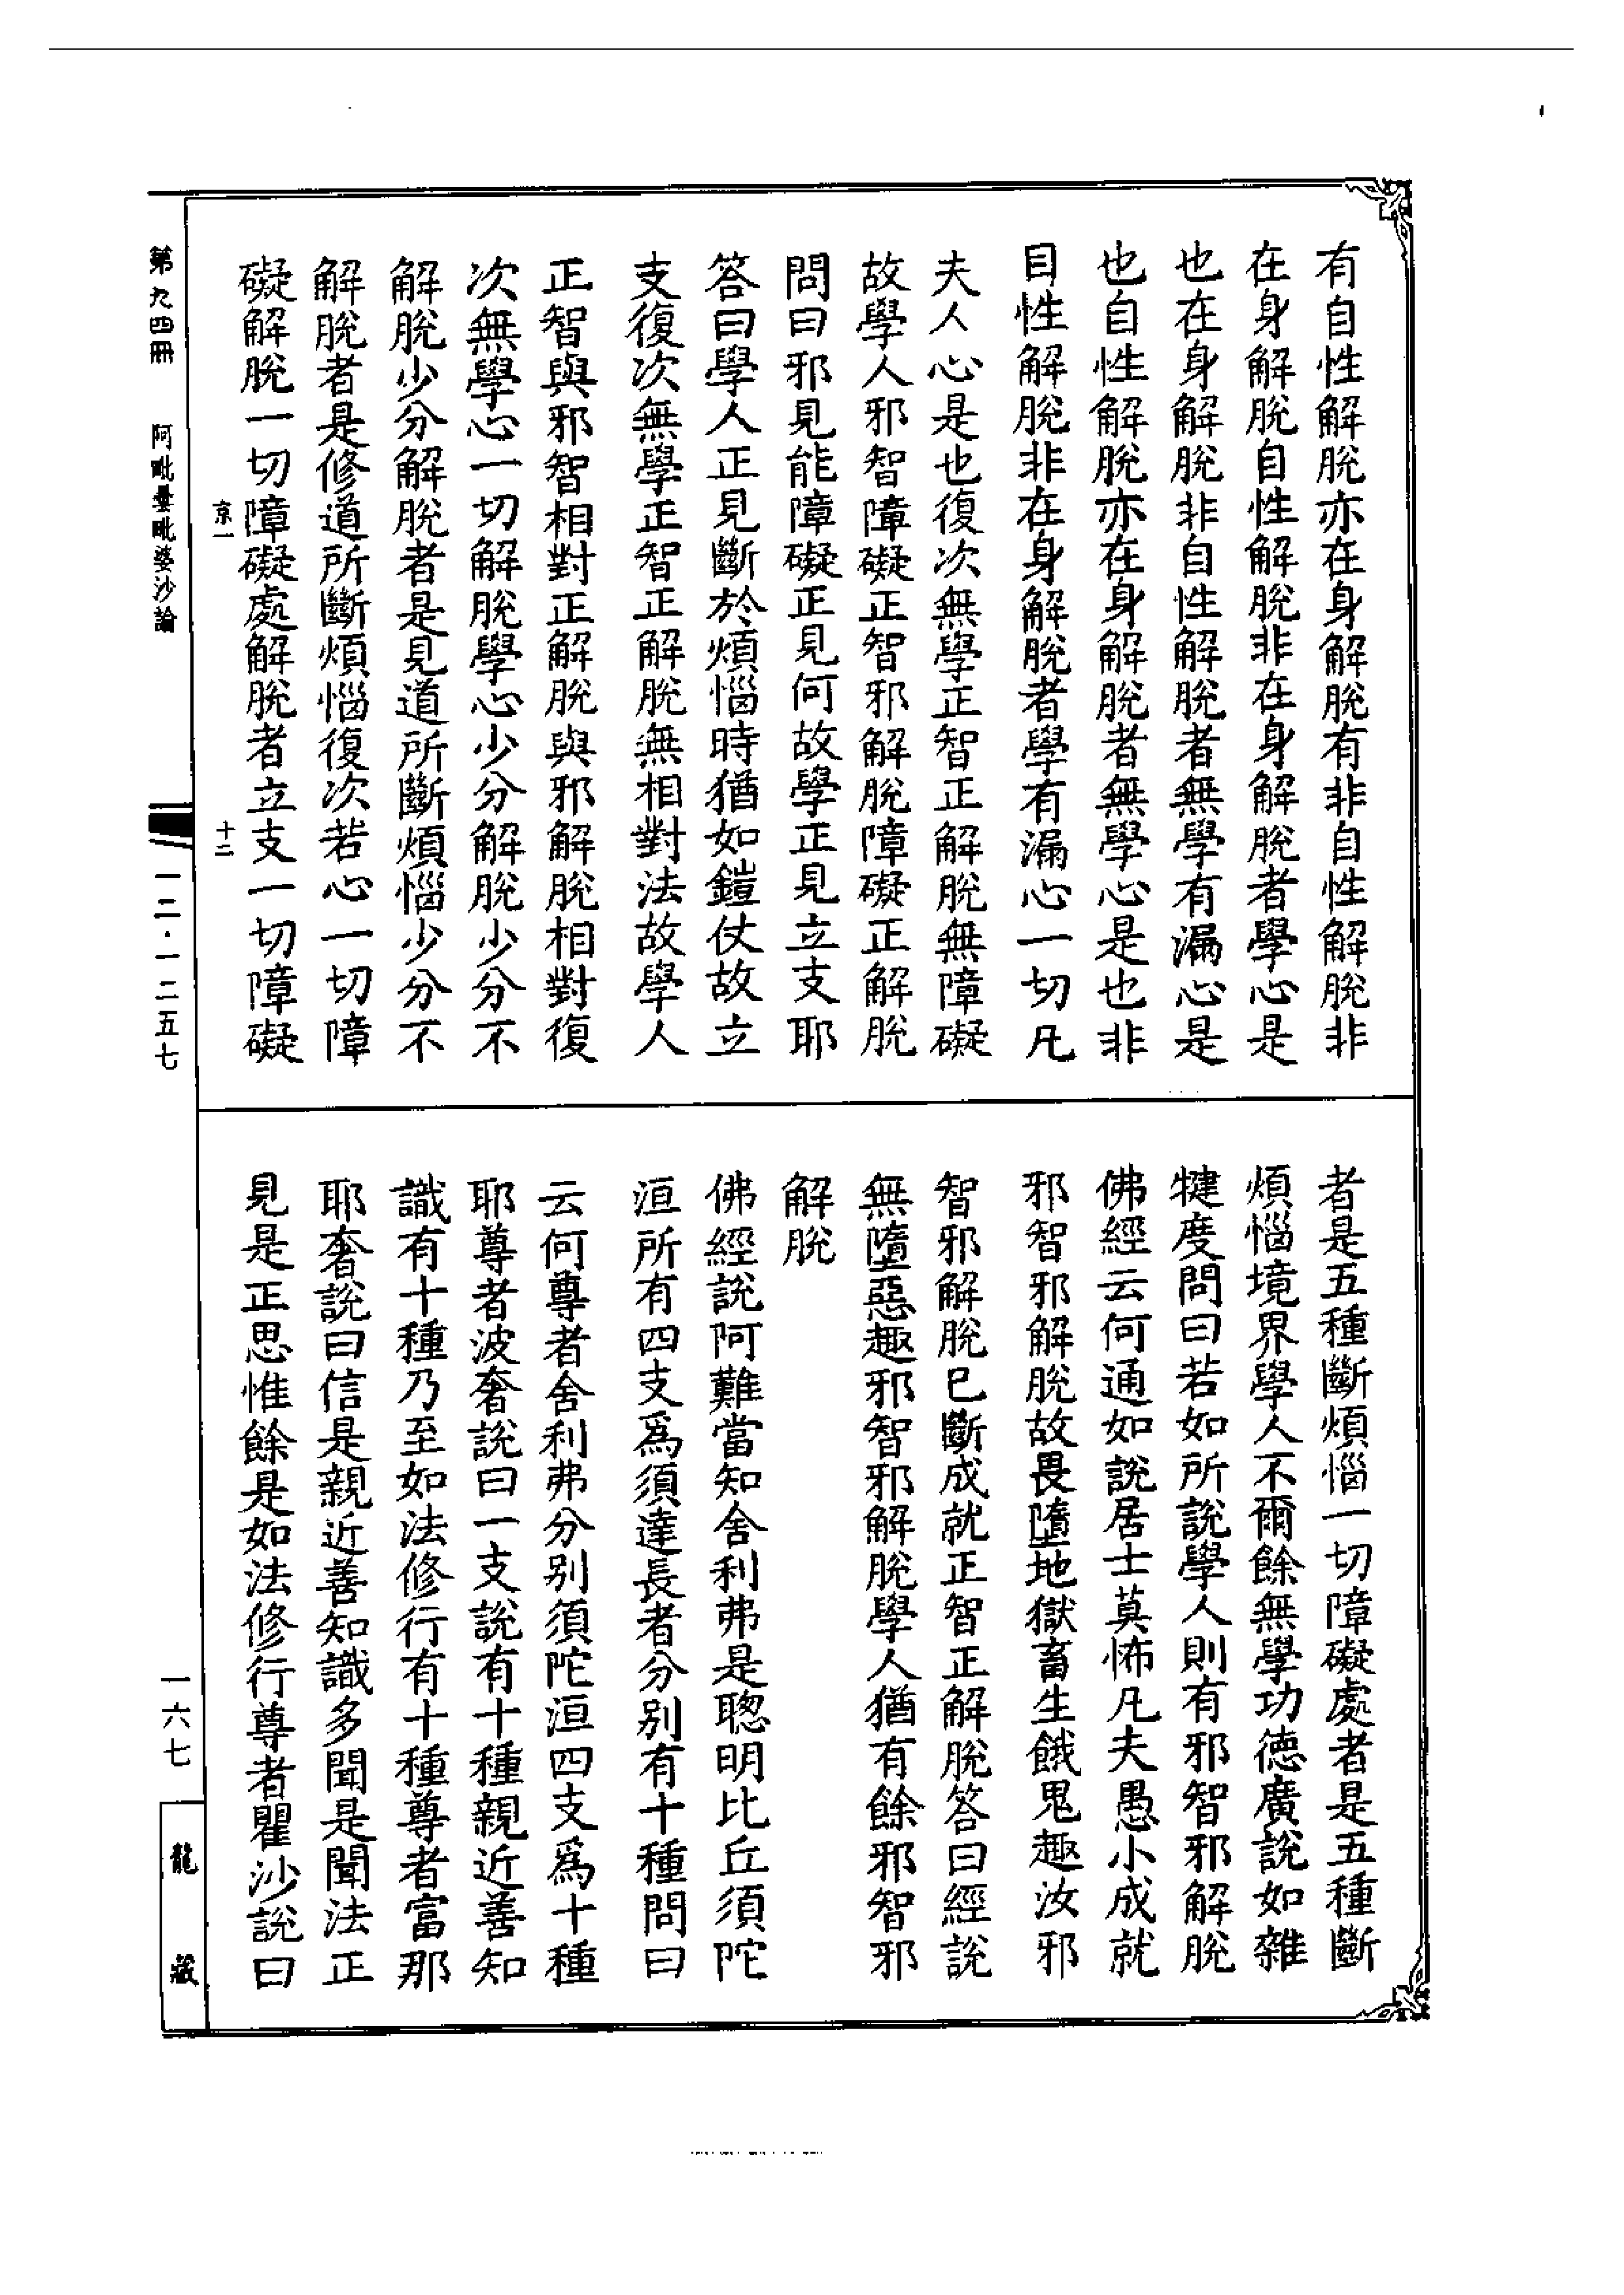 有自性解脫亦在身解脫有非自性解脫非
在身解脫自性解脫非在身解脫者學心是
也在身解脫非自性解脫者無學有漏心是
也自性解脫亦在身解脫者無學心是也非
自性解脫非在身解脫者學有漏心一切凡
夫人心是也復次無學正智正解脫無障礙
故學人邪智障礙正智邪解脫障礙正解脫
問曰邪見能障礙正見何故學正見立支耶
答曰學人正見斷於煩惱時猶如鎧仗故立
支復次無學正智正解脫無相對法故學人
正智與邪智相對正解脫與邪解脫相對復
次無學心一切解脫學心少分解脫少分不
解脫少分解脫者是見道所斷煩惱少分不
解脫者是修道所斷煩惱復次若心一切障
礙解脫一切障礙處解脫者立支一切障礙
者是五種斷煩惱一切障礙處者是五種斷
煩惱境界學人不爾餘無學功德廣說如雜
犍度問曰若如所說學人則有邪智邪解脫
佛經云何通如說居士莫怖凡夫愚小成就
邪智邪解脫故畏墮地獄畜生餓鬼趣汝邪
智邪解脫已斷成就正智正解脫答曰經說
無墮惡趣邪智邪解脫學人猶有餘邪智邪
解脫
佛經說阿難當知舍利弗是聰明比丘須陀
洹所有四支爲須達長者分別有十種問曰
云何尊者舍利弗分別須陀洹四支爲十種
耶尊者波奢說曰一支說有十種親近善知
識有十種乃至如法修行有十種尊者富那
耶奢說曰信是親近善知識多聞是聞法正
見是正思惟餘是如法修行尊者瞿沙說曰
京一
十二
第九四冊
阿毗曇毗婆沙論
一二·一二五七
一六七
龍藏